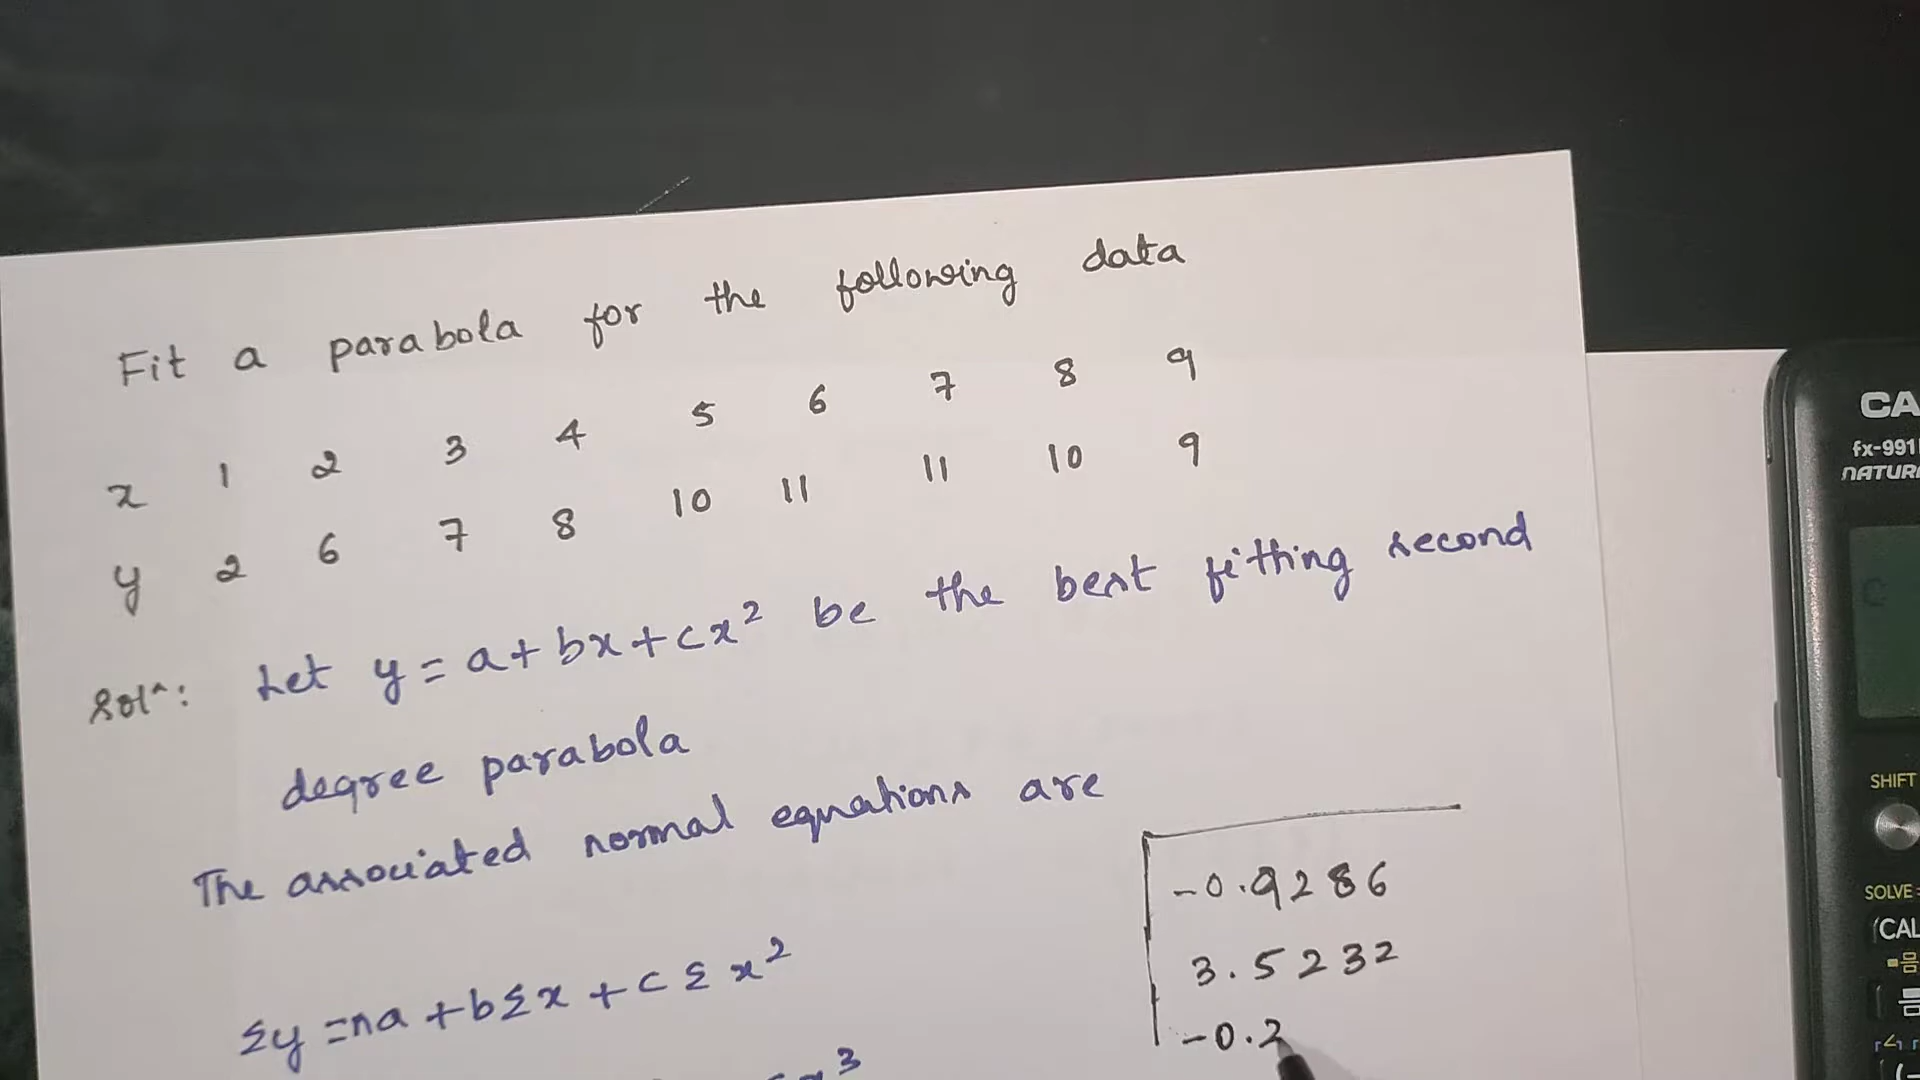 Fit a parabola for the following data
x 1 2 3 4 5 6 7 8 9
y 2 6 7 8 10 11 11 10 9
Solⁿ: Let y = a + bx + cx² be the best fitting second
degree parabola
The associated normal equations are
Σy = na + bΣx + cΣx²
-0.9286
3.5232
-0.2
CA
fx-991
NATURA
SHIFT
SOLVE =
CAL